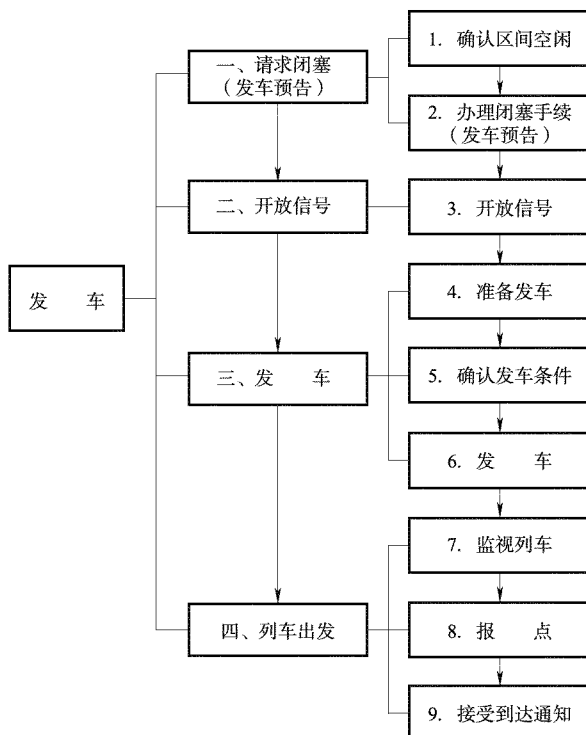 发 车
一、请求闭塞
（发车预告）
二、开放信号
三、发 车
四、列车出发
1. 确认区间空闲
2. 办理闭塞手续
（发车预告）
3. 开放信号
4. 准备发车
5. 确认发车条件
6. 发 车
7. 监视列车
8. 报 点
9. 接受到达通知